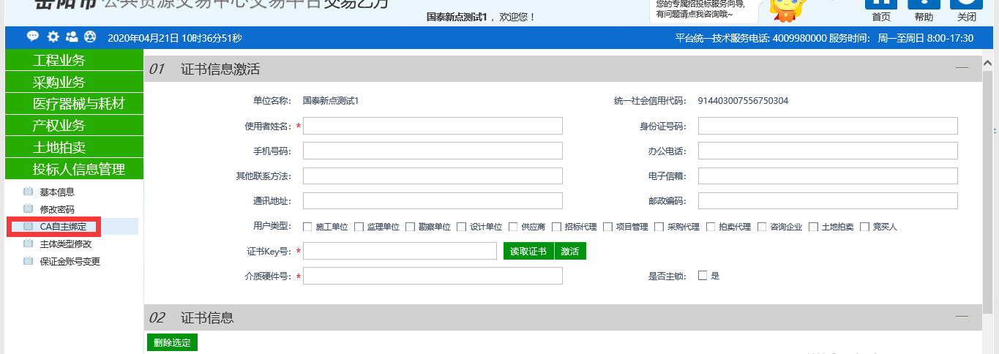 岳阳市 公共资源交易中心交易平台 交易乙方
国泰新点测试1 ，欢迎您！
您的专属招投标服务向导,
有问题请点我咨询哦~
首页 帮助 关闭
2020年04月21日 10时36分51秒
平台统一技术服务电话: 4009980000 服务时间： 周一至周日 8:00-17:30
工程业务
采购业务
医疗器械与耗材
产权业务
土地拍卖
投标人信息管理
基本信息
修改密码
CA自主绑定
主体类型修改
保证金账号变更
01 证书信息激活
单位名称： 国泰新点测试1 统一社会信用代码： 914403007556750304
使用者姓名： * 身份证号码：
手机号码： 办公电话：
其他联系方法： 电子信箱：
通讯地址： 邮政编码：
用户类型： 施工单位 监理单位 勘察单位 设计单位 供应商 招标代理 项目管理 采购代理 拍卖代理 咨询企业 土地拍卖 竞买人
证书Key号： * 读取证书 激活
介质硬件号： * 是否主锁： 是
02 证书信息
删除选定